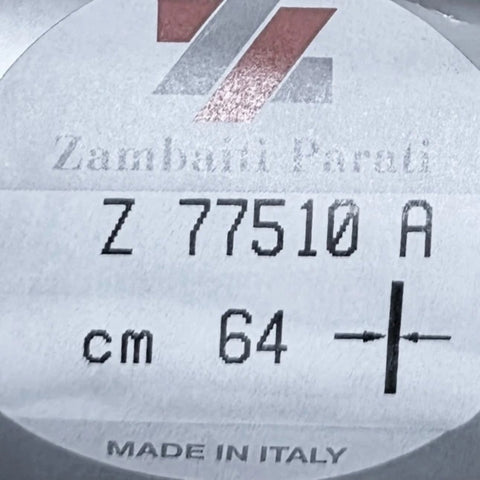 Zambaiti Parati
Z 77510 A
cm 64
MADE IN ITALY